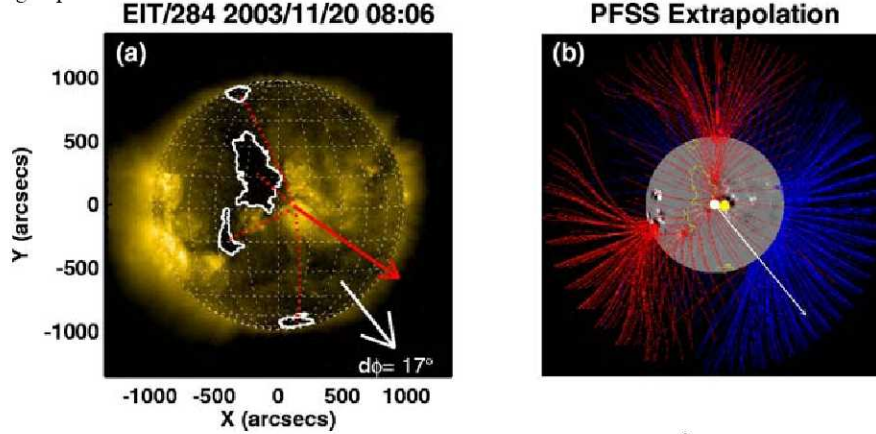 EIT/284 2003/11/20 08:06
(a)
1000
500
0
-500
-1000
Y (arcsecs)
-1000 -500 0 500 1000
X (arcsecs)
dϕ= 17°
PFSS Extrapolation
(b)